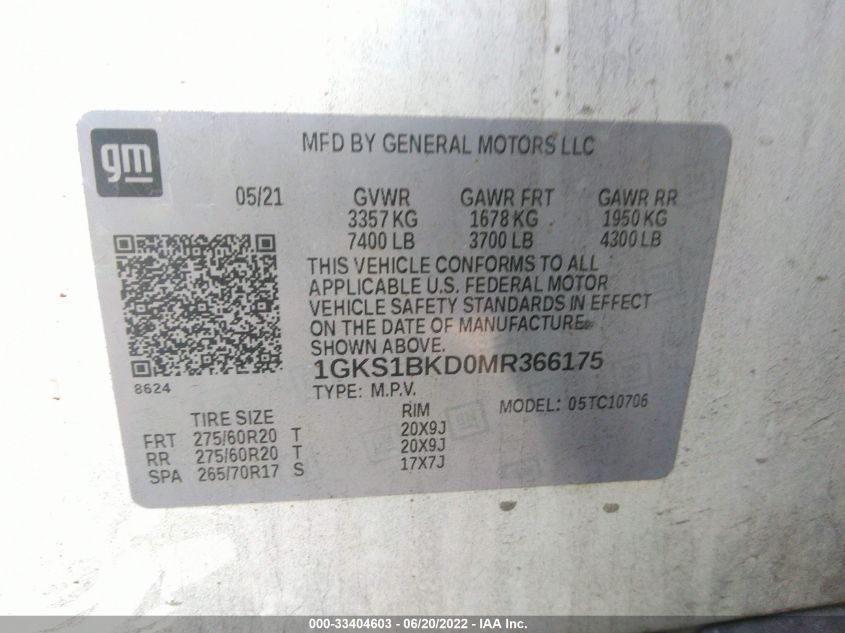 gm
MFD BY GENERAL MOTORS LLC
05/21 GVWR GAWR FRT GAWR RR
3357 KG 1678 KG 1950 KG
7400 LB 3700 LB 4300 LB
THIS VEHICLE CONFORMS TO ALL
APPLICABLE U.S. FEDERAL MOTOR
VEHICLE SAFETY STANDARDS IN EFFECT
ON THE DATE OF MANUFACTURE
SHOWN ABOVE.
1GKS1BKD0MR366175
8624
TYPE: M.P.V.
MODEL: 05TC10706
TIRE SIZE RIM
FRT 275/60R20 T 20X9J
RR 275/60R20 T 20X9J
SPA 265/70R17 S 17X7J
000-33404603 - 06/20/2022 - IAA Inc.